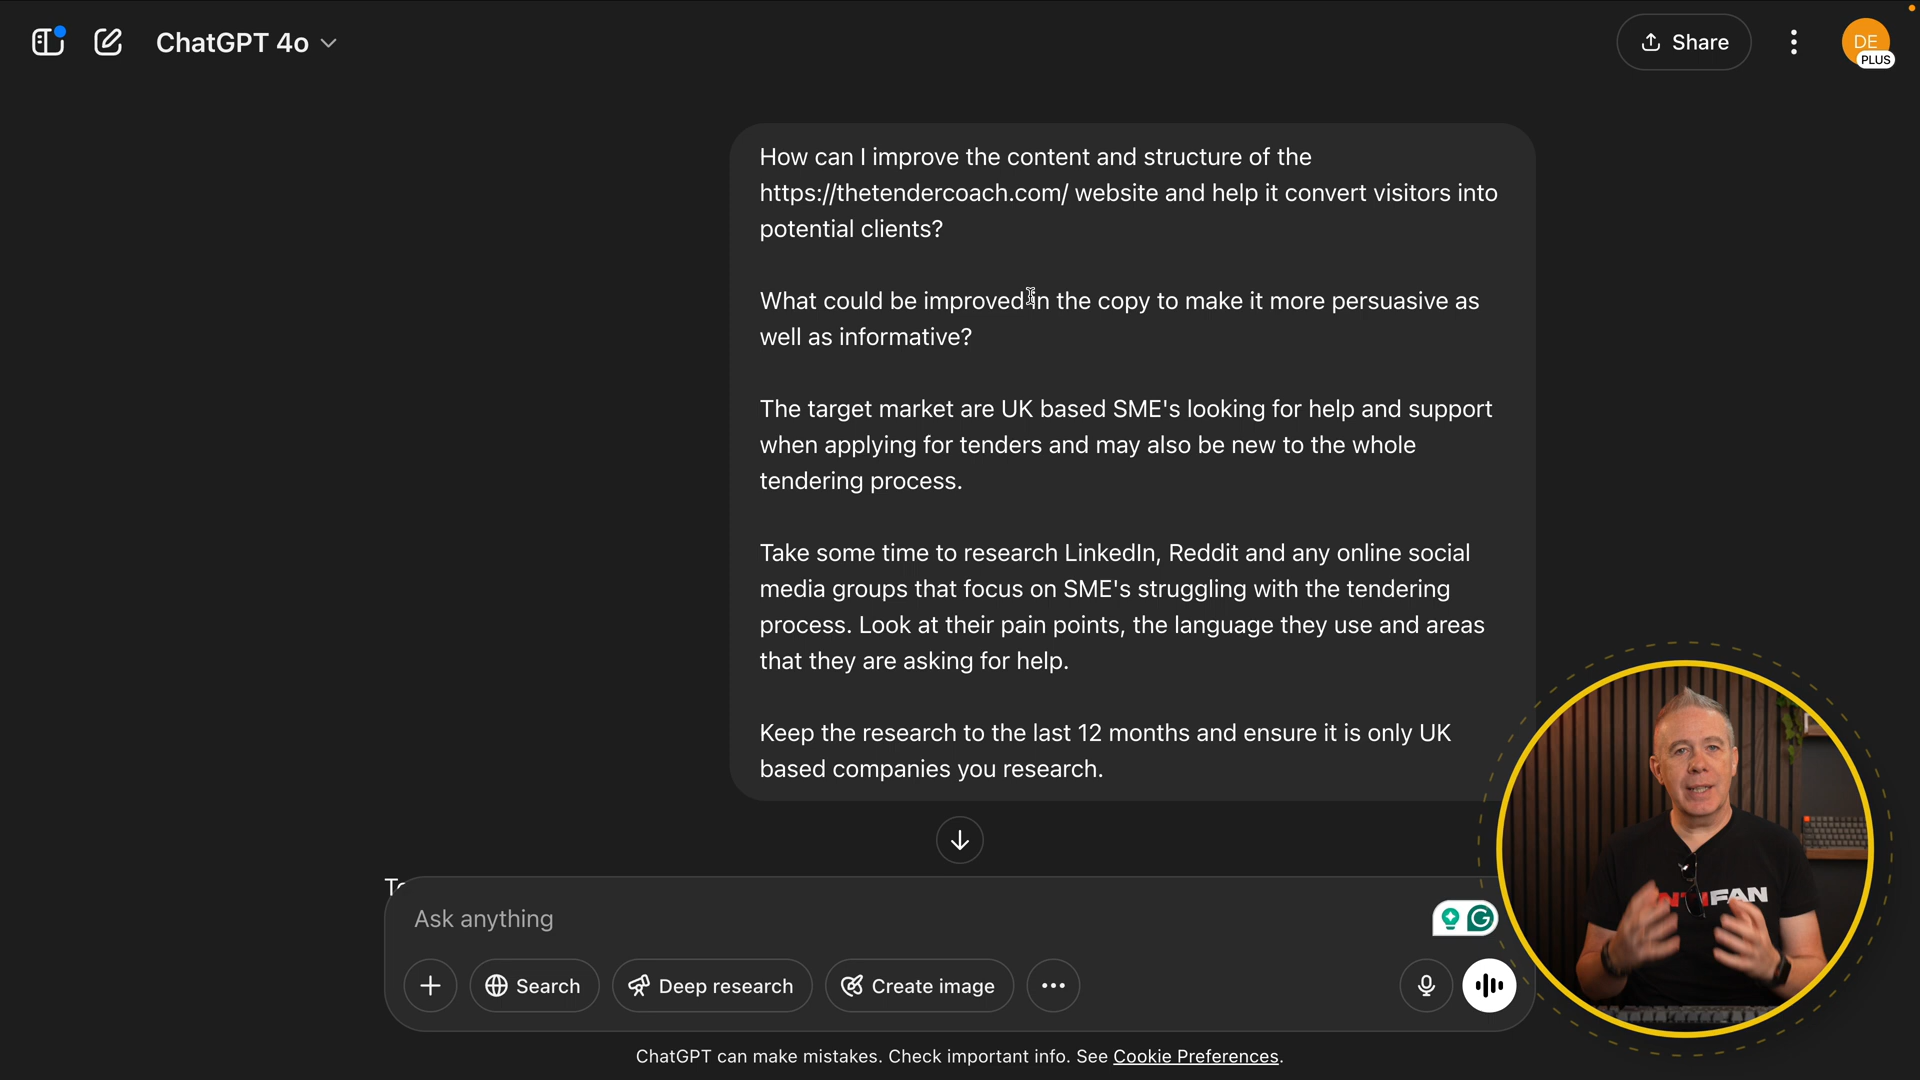 ChatGPT 4o
Share
DE
PLUS
How can I improve the content and structure of the
https://thetendercoach.com/ website and help it convert visitors into
potential clients?
What could be improved in the copy to make it more persuasive as
well as informative?
The target market are UK based SME's looking for help and support
when applying for tenders and may also be new to the whole
tendering process.
Take some time to research LinkedIn, Reddit and any online social
media groups that focus on SME's struggling with the tendering
process. Look at their pain points, the language they use and areas
that they are asking for help.
Keep the research to the last 12 months and ensure it is only UK
based companies you research.
Ask anything
Search
Deep research
Create image
ChatGPT can make mistakes. Check important info. See Cookie Preferences.